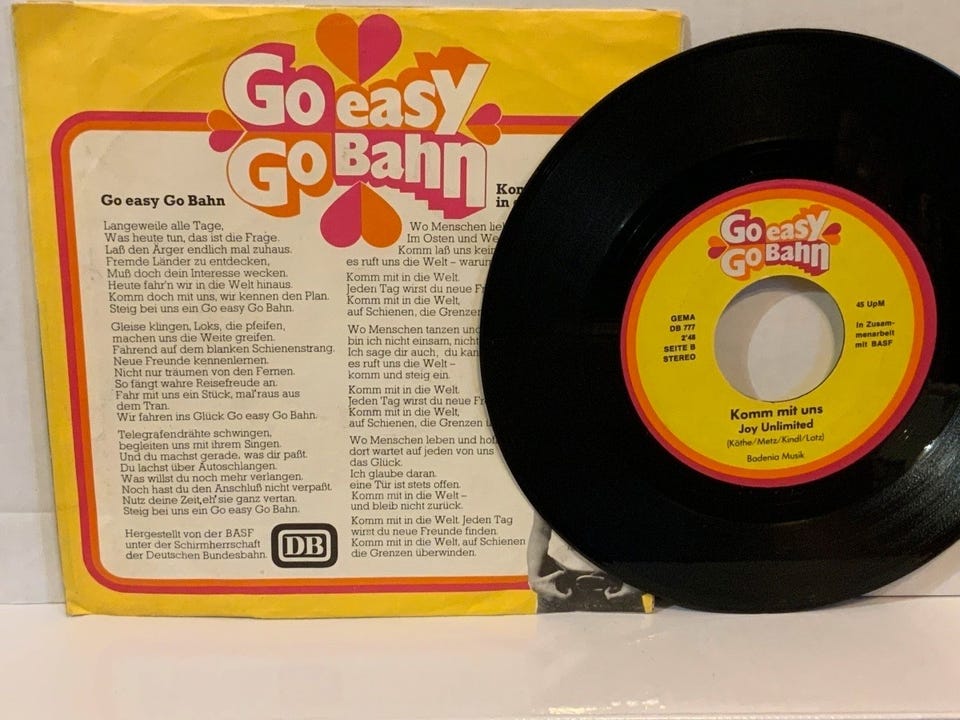 Go easy
Go Bahn
Go easy Go Bahn
Langeweile alle Tage,
Was heute tun, das ist die Frage.
Laß den Ärger endlich mal zuhaus.
Fremde Länder zu entdecken,
Muß doch dein Interesse wecken.
Heute fahr'n wir in die Welt hinaus.
Komm doch mit uns, wir kennen den Plan.
Steig bei uns ein Go easy Go Bahn.
Gleise klingen, Loks, die pfeifen,
machen uns die Weite greifen.
Fahrend auf dem blanken Schienenstrang.
Neue Freunde kennenlernen.
Nicht nur träumen von den Fernen.
So fängt wahre Reisefreude an.
Fahr mit uns ein Stück, mal'raus aus
dem Tran.
Wir fahren ins Glück Go easy Go Bahn.
Telegrafendrähte schwingen,
begleiten uns mit ihrem Singen.
Und du machst gerade, was dir paßt.
Du lachst über Autoschlangen.
Was willst du noch mehr verlangen.
Noch hast du den Anschluß nicht verpaßt.
Nutz deine Zeit, eh' sie ganz vertan.
Steig bei uns ein Go easy Go Bahn.
Hergestellt von der BASF
unter der Schirmherrschaft
der Deutschen Bundesbahn.
DB
in
Wo Menschen
Im Osten und
Komm laß uns
es ruft uns die Welt –
Komm mit in die Welt.
Jeden Tag wirst du neue
Komm mit in die Welt,
auf Schienen, die
Wo Menschen tanzen
bin ich nicht einsam,
Ich sage dir auch, du
es ruft uns die Welt –
komm und steig ein.
Komm mit in die Welt.
Jeden Tag wirst du neue
Komm mit in die Welt,
auf Schienen, die
Wo Menschen leben und
dort wartet auf jeden von uns
das Glück.
Ich glaube daran.
eine Tür ist stets offen.
Komm mit in die Welt –
und bleib nicht zurück.
Komm mit in die Welt. Jeden Tag
wirst du neue Freunde finden.
Komm mit in die Welt, auf Schienen
die Grenzen überwinden.
Go easy
Go Bahn
GEMA
DB 777
2'48
SEITE B
STEREO
45 UpM
In Zusam-
menarbeit
mit BASF
Komm mit uns
Joy Unlimited
(Köthe/Metz/Kindl/Lotz)
Badenia Musik